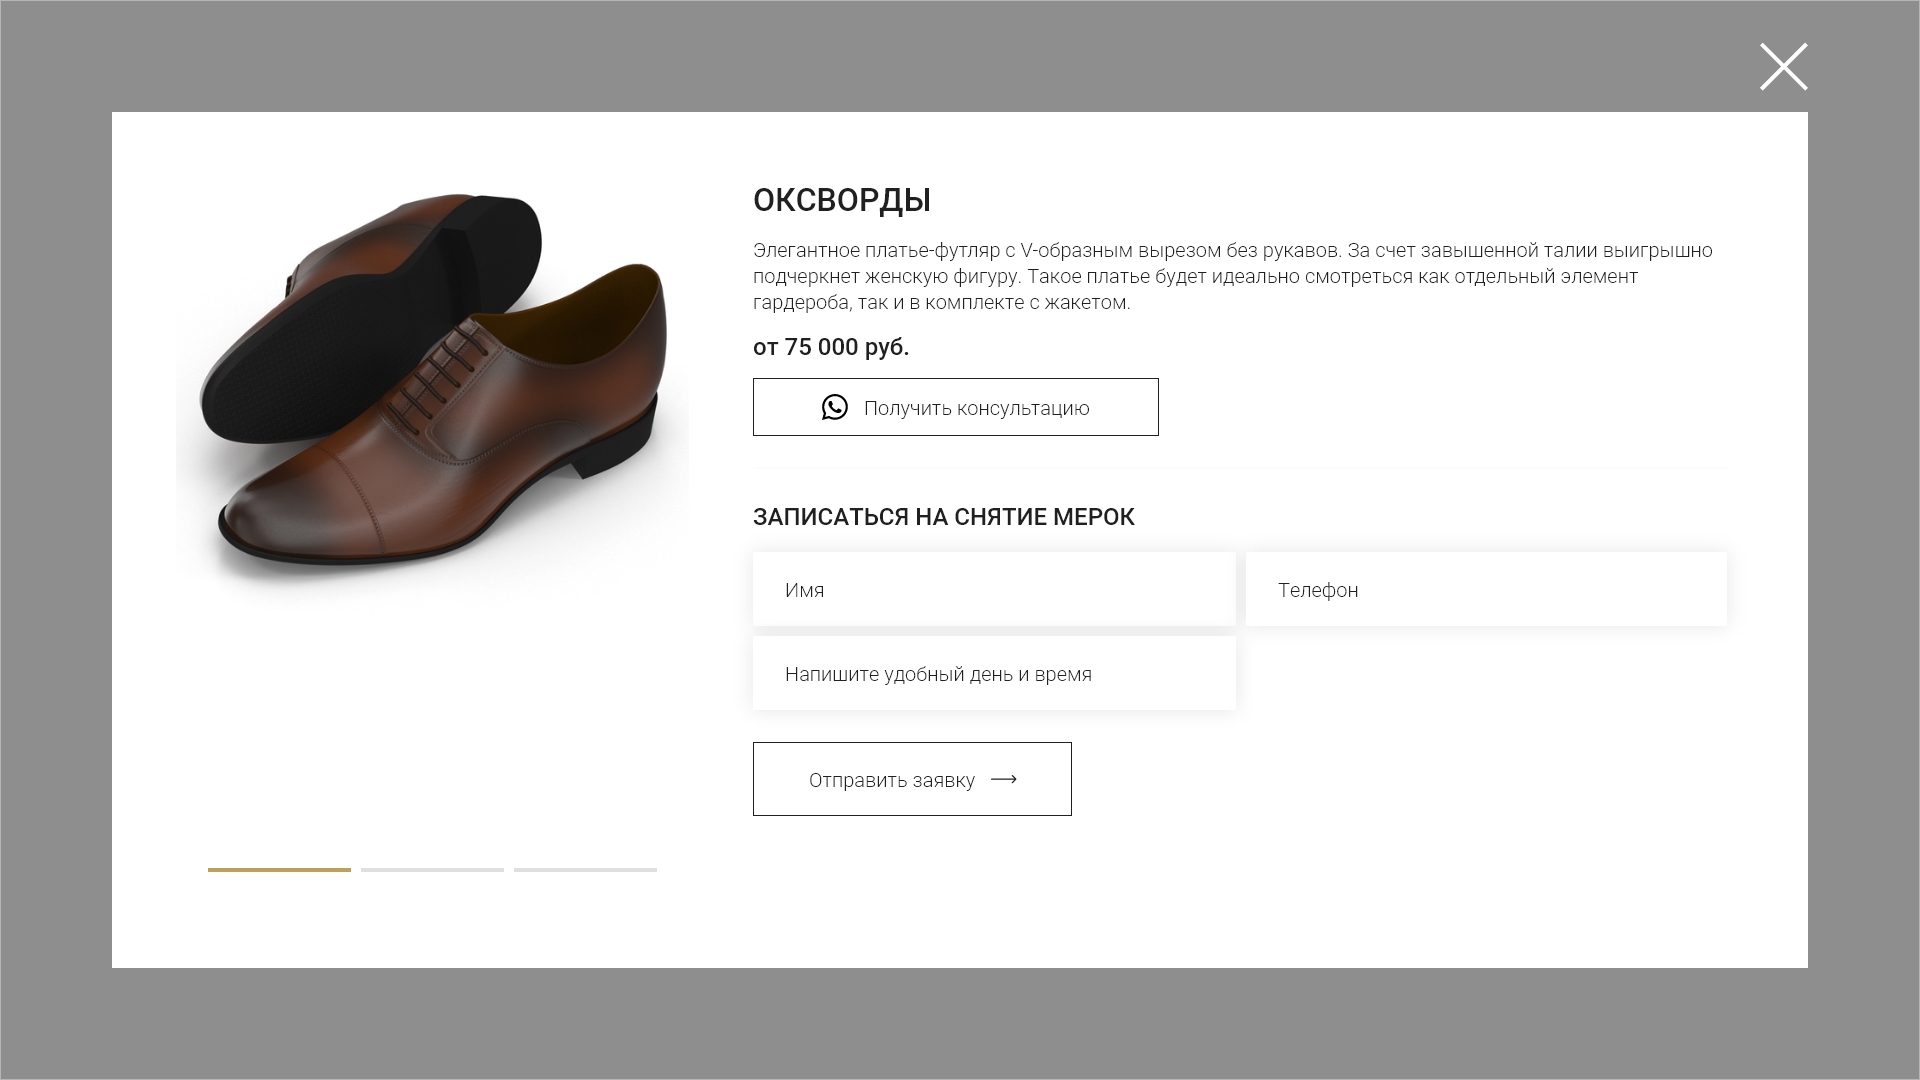 ОКСВОРДЫ
Элегантное платье-футляр с V-образным вырезом без рукавов. За счет завышенной талии выигрышно
подчеркнет женскую фигуру. Такое платье будет идеально смотреться как отдельный элемент
гардероба, так и в комплекте с жакетом.
от 75 000 руб.
Получить консультацию
ЗАПИСАТЬСЯ НА СНЯТИЕ МЕРОК
Имя
Телефон
Напишите удобный день и время
Отправить заявку